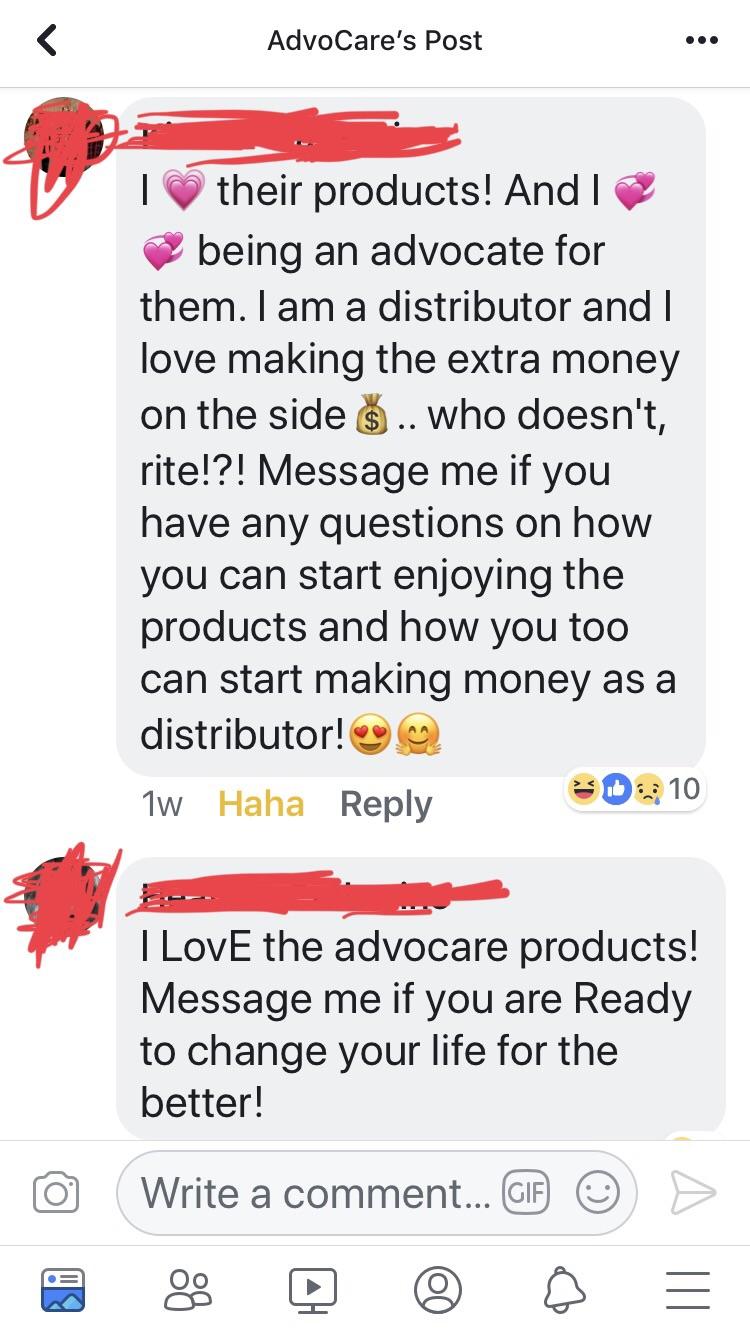 AdvoCare's Post
I 💗 their products! And I 💞
💞 being an advocate for
them. I am a distributor and I
love making the extra money
on the side💰.. who doesn't,
rite!?! Message me if you
have any questions on how
you can start enjoying the
products and how you too
can start making money as a
distributor!😍🤗
1w Haha Reply 10
I LovE the advocare products!
Message me if you are Ready
to change your life for the
better!
Write a comment... GIF